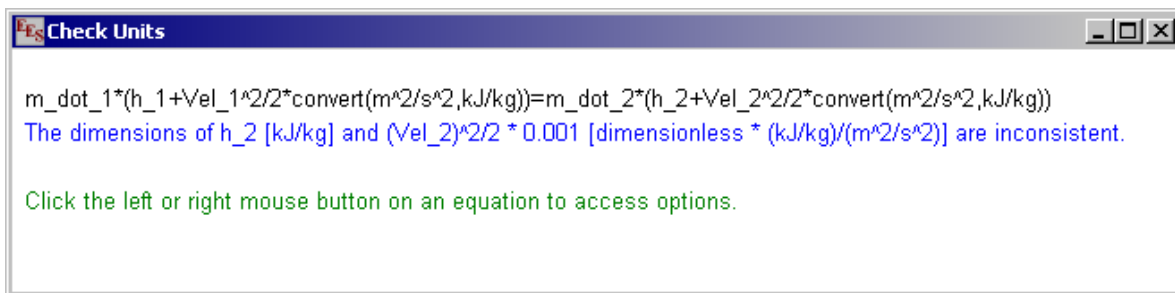 EES Check Units
m_dot_1*(h_1+Vel_1^2/2*convert(m^2/s^2,kJ/kg))=m_dot_2*(h_2+Vel_2^2/2*convert(m^2/s^2,kJ/kg))
The dimensions of h_2 [kJ/kg] and (Vel_2)^2/2 * 0.001 [dimensionless * (kJ/kg)/(m^2/s^2)] are inconsistent.
Click the left or right mouse button on an equation to access options.